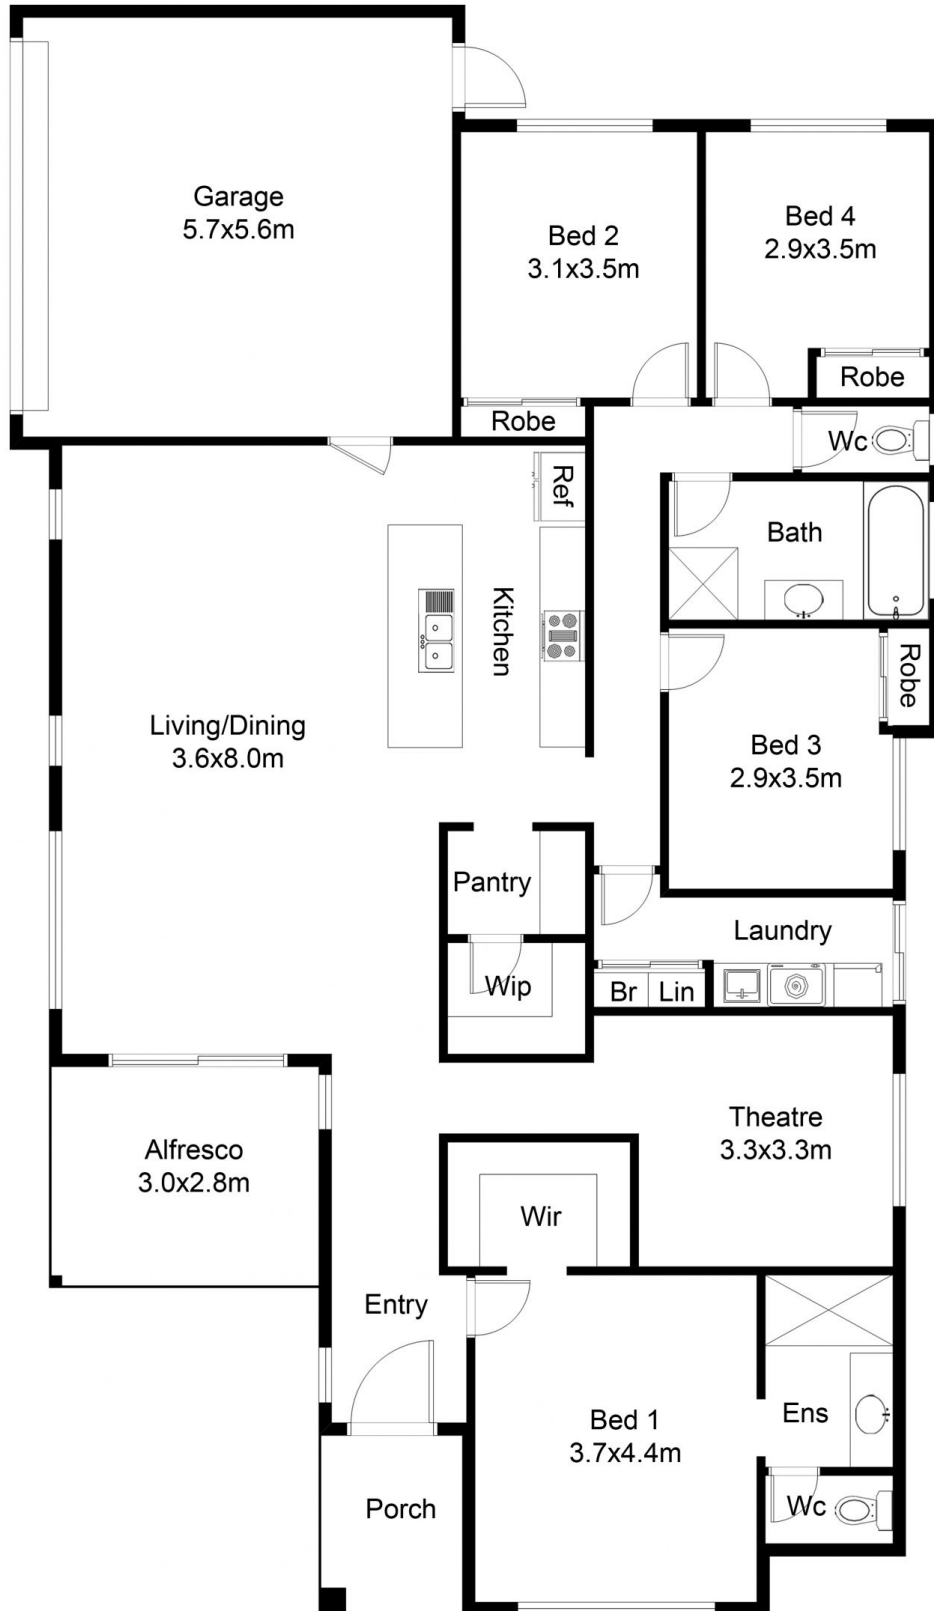 Garage
5.7x5.6m
Bed 2
3.1x3.5m
Bed 4
2.9x3.5m
Robe
Robe
Wc
Ref
Bath
Kitchen
Robe
Living/Dining
3.6x8.0m
Bed 3
2.9x3.5m
Pantry
Laundry
Wip
Br
Lin
Theatre
3.3x3.3m
Alfresco
3.0x2.8m
Wir
Entry
Bed 1
3.7x4.4m
Ens
Porch
Wc